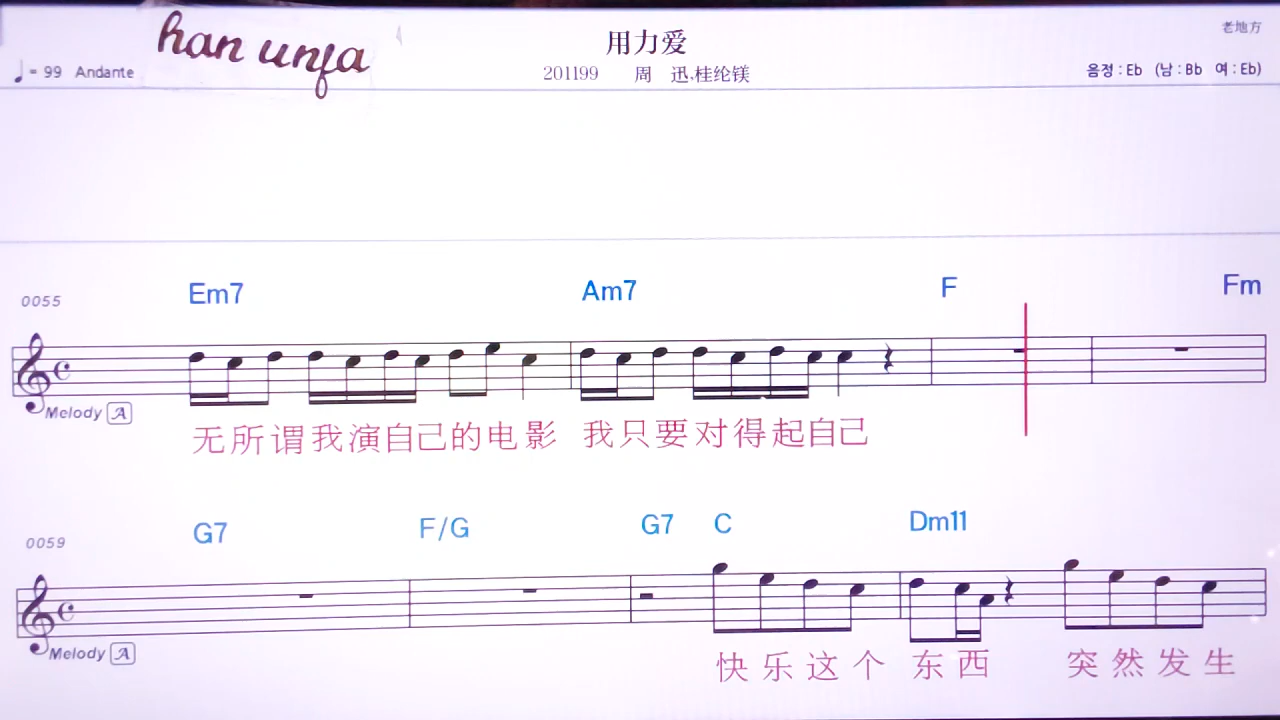 han unfa
用力爱
老地方
♩= 99 Andante
201199 周 迅.桂纶镁
음정 : Eb (남 : Bb 여 : Eb)
0055
Em7 Am7 F Fm
Melody A
无所谓我演自己的电影 我只要对得起自己
0059
G7 F/G G7 C Dm11
Melody A
快乐这个 东西 突然发生